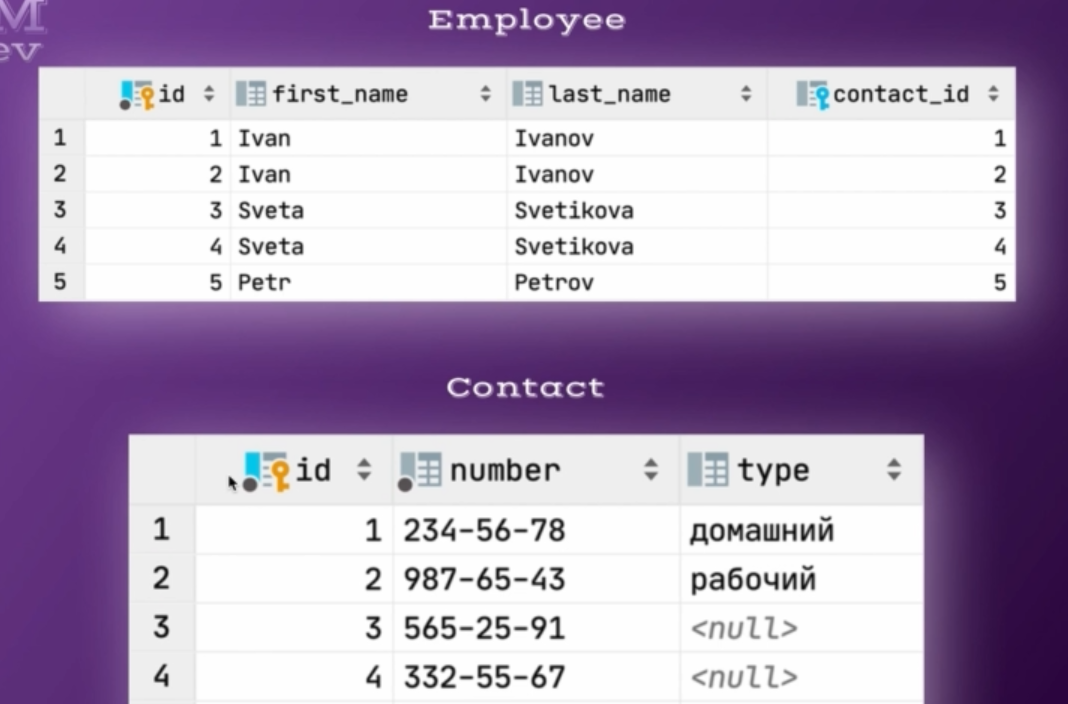 M
ev
Employee
id first_name last_name contact_id
1 1 Ivan Ivanov 1
2 2 Ivan Ivanov 2
3 3 Sveta Svetikova 3
4 4 Sveta Svetikova 4
5 5 Petr Petrov 5
Contact
id number type
1 1 234-56-78 домашний
2 2 987-65-43 рабочий
3 3 565-25-91 <null>
4 4 332-55-67 <null>